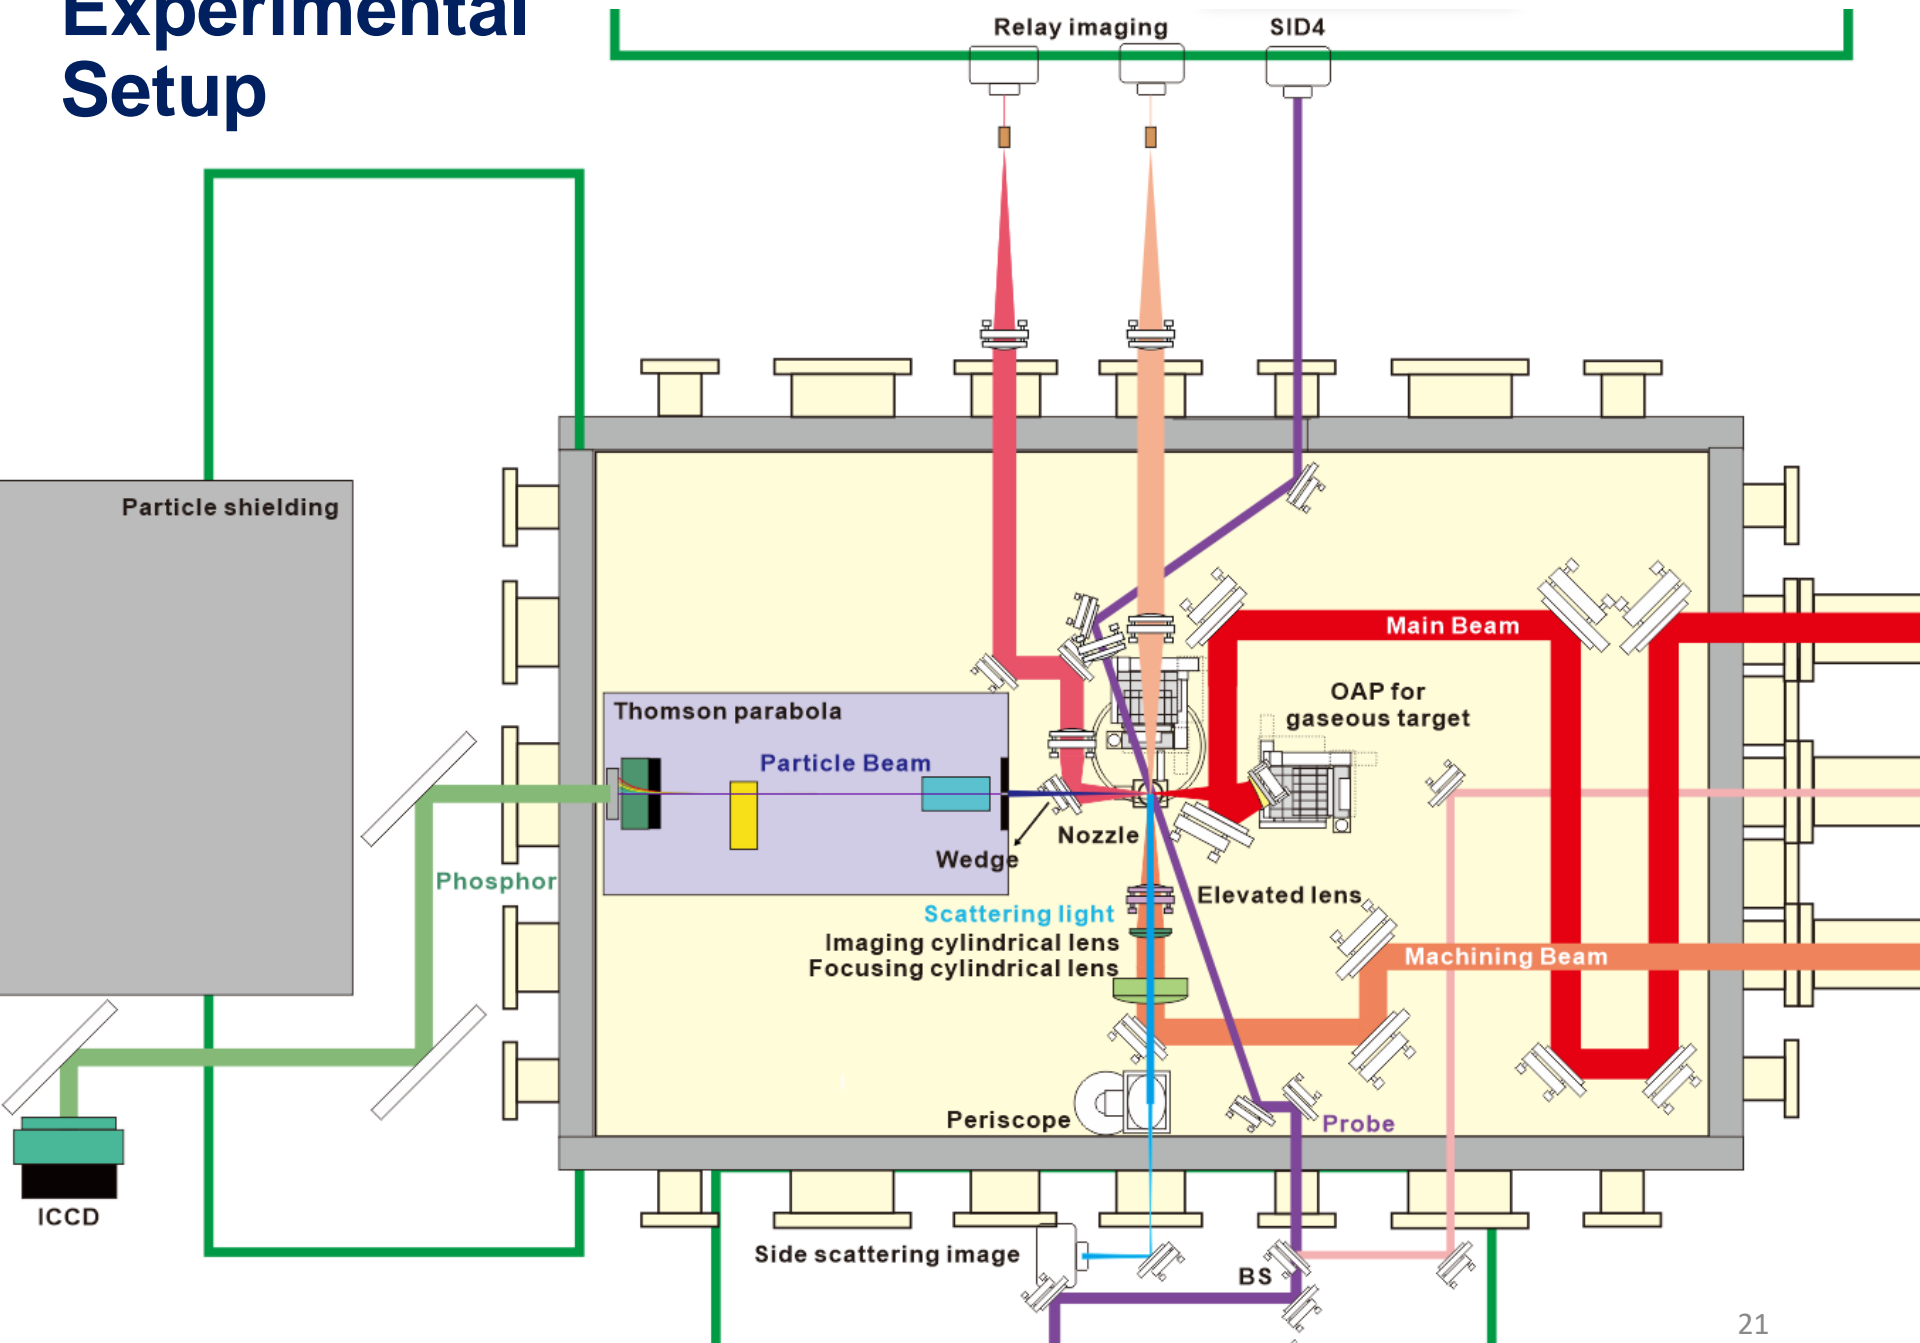 Experimental
Setup
Relay imaging
SID4
Particle shielding
Main Beam
OAP for
gaseous target
Thomson parabola
Particle Beam
Nozzle
Wedge
Phosphor
Elevated lens
Scattering light
Imaging cylindrical lens
Focusing cylindrical lens
Machining Beam
Periscope
Probe
ICCD
Side scattering image
BS
21